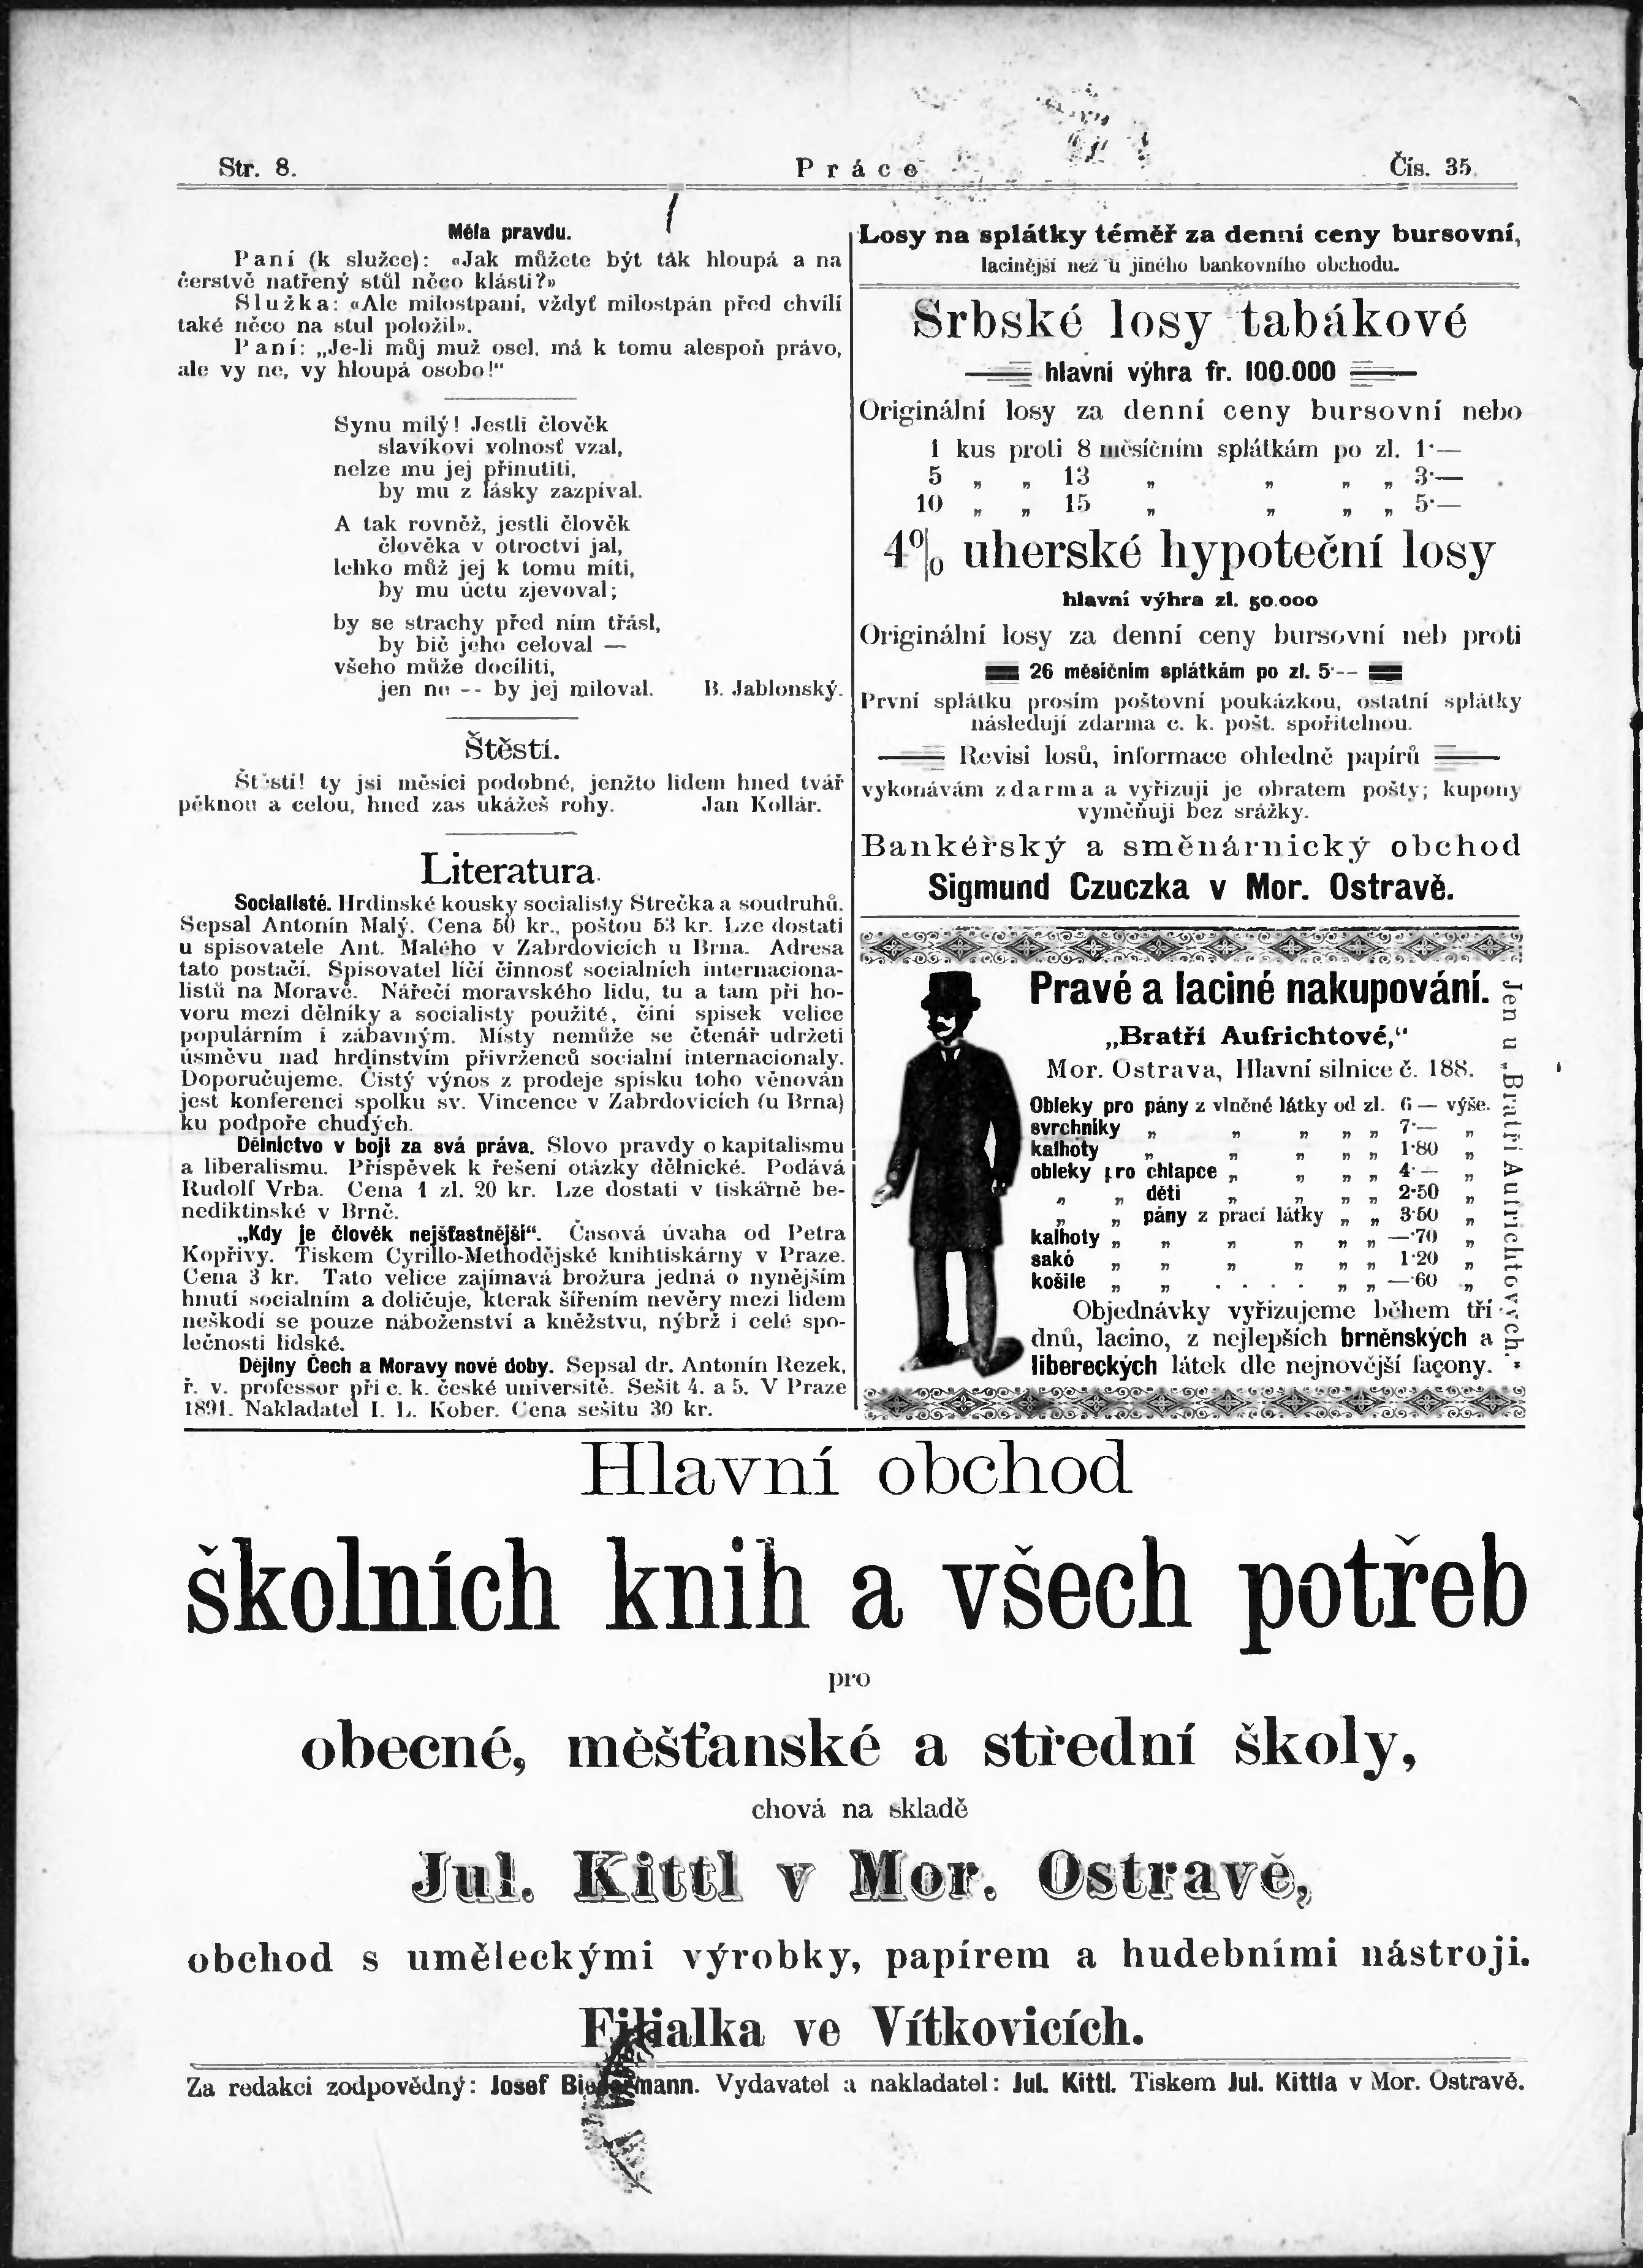 Str. 8.
Práce
Čís. 35.
Měla pravdu.
Paní (k služce): «Jak můžete být ták hloupá a na
čerstvě natřený stůl něco klásti?»
Služka: «Ale milostpaní, vždyť milostpán před chvílí
také něco na stul položil».
Paní: „Je-li můj muž osel, má k tomu alespoň právo,
ale vy ne, vy hloupá osobo!“
Synu milý! Jestli člověk
slavíkovi volnosť vzal,
nelze mu jej přinutiti,
by mu z lásky zazpíval.
A tak rovněž, jestli člověk
člověka v otroctví jal,
lehko můž jej k tomu míti,
by mu úctu zjevoval;
by se strachy před ním třásl,
by bič jeho celoval —
všeho může docíliti,
jen ne -- by jej miloval. B. Jablonský.
Štěstí.
Štěstí! ty jsi měsíci podobné, jenžto lidem hned tvář
pěknou a celou, hned zas ukážeš rohy. Jan Kollár.
Literatura.
Socialisté. Hrdinské kousky socialisty Strečka a soudruhů.
Sepsal Antonín Malý. Cena 50 kr., poštou 53 kr. Lze dostati
u spisovatele Ant. Malého v Zabrdovicích u Brna. Adresa
tato postačí. Spisovatel líčí činnosť socialních internaciona-
listů na Moravě. Nářečí moravského lidu, tu a tam při ho-
voru mezi dělníky a socialisty použité, činí spisek velice
populárním i zábavným. Místy nemůže se čtenář udržeti
úsměvu nad hrdinstvím přívrženců socialní internacionaly.
Doporučujeme. Čistý výnos z prodeje spisku toho věnován
jest konferenci spolku sv. Vincence v Zabrdovicích (u Brna)
ku podpoře chudých.
Dělnictvo v boji za svá práva. Slovo pravdy o kapitalismu
a liberalismu. Příspěvek k řešení otázky dělnické. Podává
Rudolf Vrba. Cena 1 zl. 20 kr. Lze dostati v tiskárně be-
nediktinské v Brně.
„Kdy je člověk nejšťastnější“. Časová úvaha od Petra
Kopřivy. Tiskem Cyrillo-Methodějské knihtiskárny v Praze.
Cena 3 kr. Tato velice zajímavá brožura jedná o nynějším
hnutí socialním a doličuje, kterak šířením nevěry mezi lidem
neškodí se pouze náboženství a kněžstvu, nýbrž i celé spo-
lečnosti lidské.
Dějiny Čech a Moravy nové doby. Sepsal dr. Antonín Rezek,
ř. v. professor při c. k. české universitě. Sešit 4. a 5. V Praze
1891. Nakladatel I. L. Kober. Cena sešitu 30 kr.
Losy na splátky téměř za denní ceny bursovní,
lacinější než u jiného bankovního obchodu.
Srbské losy tabákové
hlavní výhra fr. 100.000
Originální losy za denní ceny bursovní nebo
1 kus proti 8 měsíčním splátkám po zl. 1·—
5 „ „ 13 „ „ „ „ 3·—
10 „ „ 15 „ „ „ „ 5·—
4% uherské hypoteční losy
hlavní výhra zl. 50.000
Originální losy za denní ceny bursovní neb proti
26 měsíčním splátkám po zl. 5·--
První splátku prosím poštovní poukázkou, ostatní splátky
následují zdarma c. k. pošt. spořitelnou.
Revisi losů, informace ohledně papírů
vykonávám zdarma a vyřizuji je obratem pošty; kupony
vyměňuji bez srážky.
Bankéřský a směnárnický obchod
Sigmund Czuczka v Mor. Ostravě.
Pravé a laciné nakupování.
„Bratří Aufrichtové,“
Mor. Ostrava, Hlavní silnice č. 188.
Obleky pro pány z vlněné látky od zl. 6 — výše.
svrchníky „ „ „ „ „ 7·— „
kalhoty „ „ „ „ „ 1·80 „
obleky pro chlapce „ „ „ „ 4·— „
„ „ děti „ „ „ „ 2·50 „
„ „ pány z prací látky „ „ 3·50 „
kalhoty „ „ „ „ „ „ —·70 „
sakó „ „ „ „ „ „ 1·20 „
košile „ „ . . . . „ „ —·60 „
Objednávky vyřizujeme během tří
dnů, lacino, z nejlepších brněnských a
libereckých látek dle nejnovější façony.
Jen u „Bratří Aufrichtových.“
Hlavní obchod
školních knih a všech potřeb
pro
obecné, měšťanské a střední školy,
chová na skladě
Jul. Kittl v Mor. Ostravě,
obchod s uměleckými výrobky, papírem a hudebními nástroji.
Filialka ve Vítkovicích.
Za redakci zodpovědný: Josef Biedermann. Vydavatel a nakladatel: Jul. Kittl. Tiskem Jul. Kittla v Mor. Ostravě.